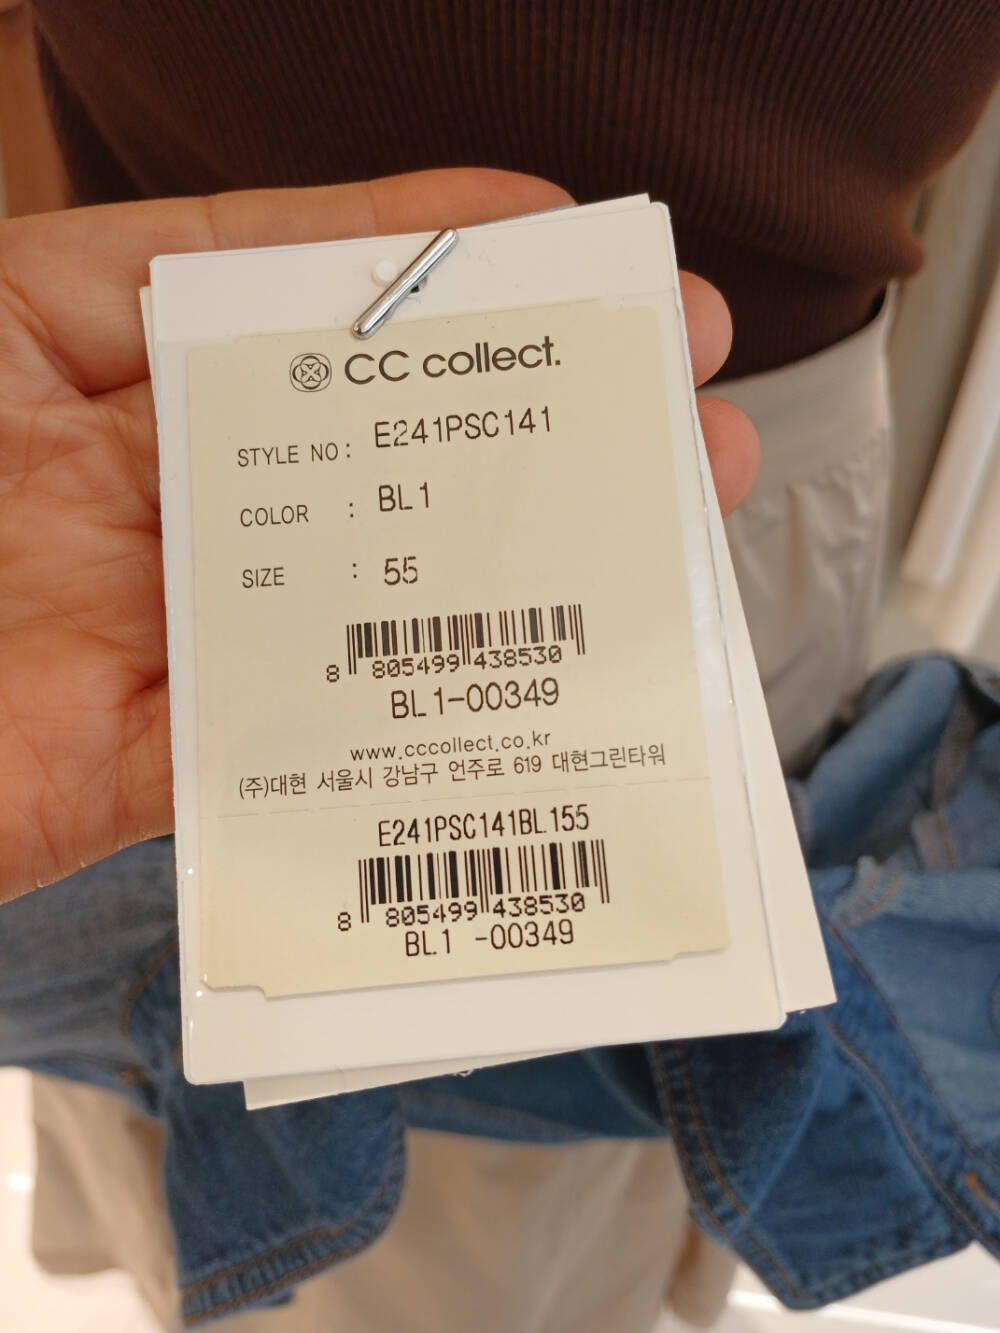 CC collect.
STYLE NO : E241PSC141
COLOR : BL1
SIZE : 55
8 805499 438530
BL1-00349
www.cccollect.co.kr
(주)대현 서울시 강남구 언주로 619 대현그린타워
E241PSC141BL155
8 805499 438530
BL1 -00349